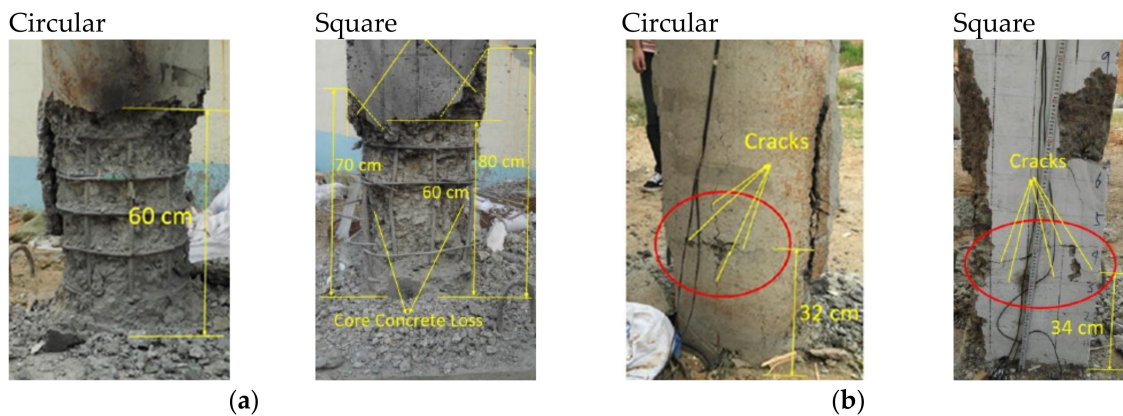 Circular
Square
Circular
Square
60 cm
70 cm
80 cm
60 cm
Core Concrete Loss
Cracks
32 cm
Cracks
34 cm
(a)
(b)